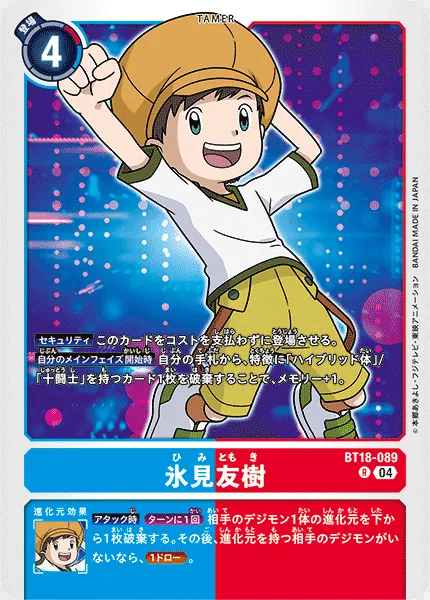 TAMER
登場
4
セキュリティ このカードをコストを支払わずに登場させる。
自分のメインフェイズ開始時 自分の手札から、特徴に「ハイブリッド体」/
「十闘士」を持つカード1枚を破棄することで、メモリー+1。
© 本郷あきよし・フジテレビ・東映アニメーション BANDAI MADE IN JAPAN
ひみともき
氷見友樹
BT18-089
R 04
進化元効果
アタック時 ターンに1回 相手のデジモン1体の進化元を下か
ら1枚破棄する。その後、進化元を持つ相手のデジモンがい
ないなら、1ドロー。